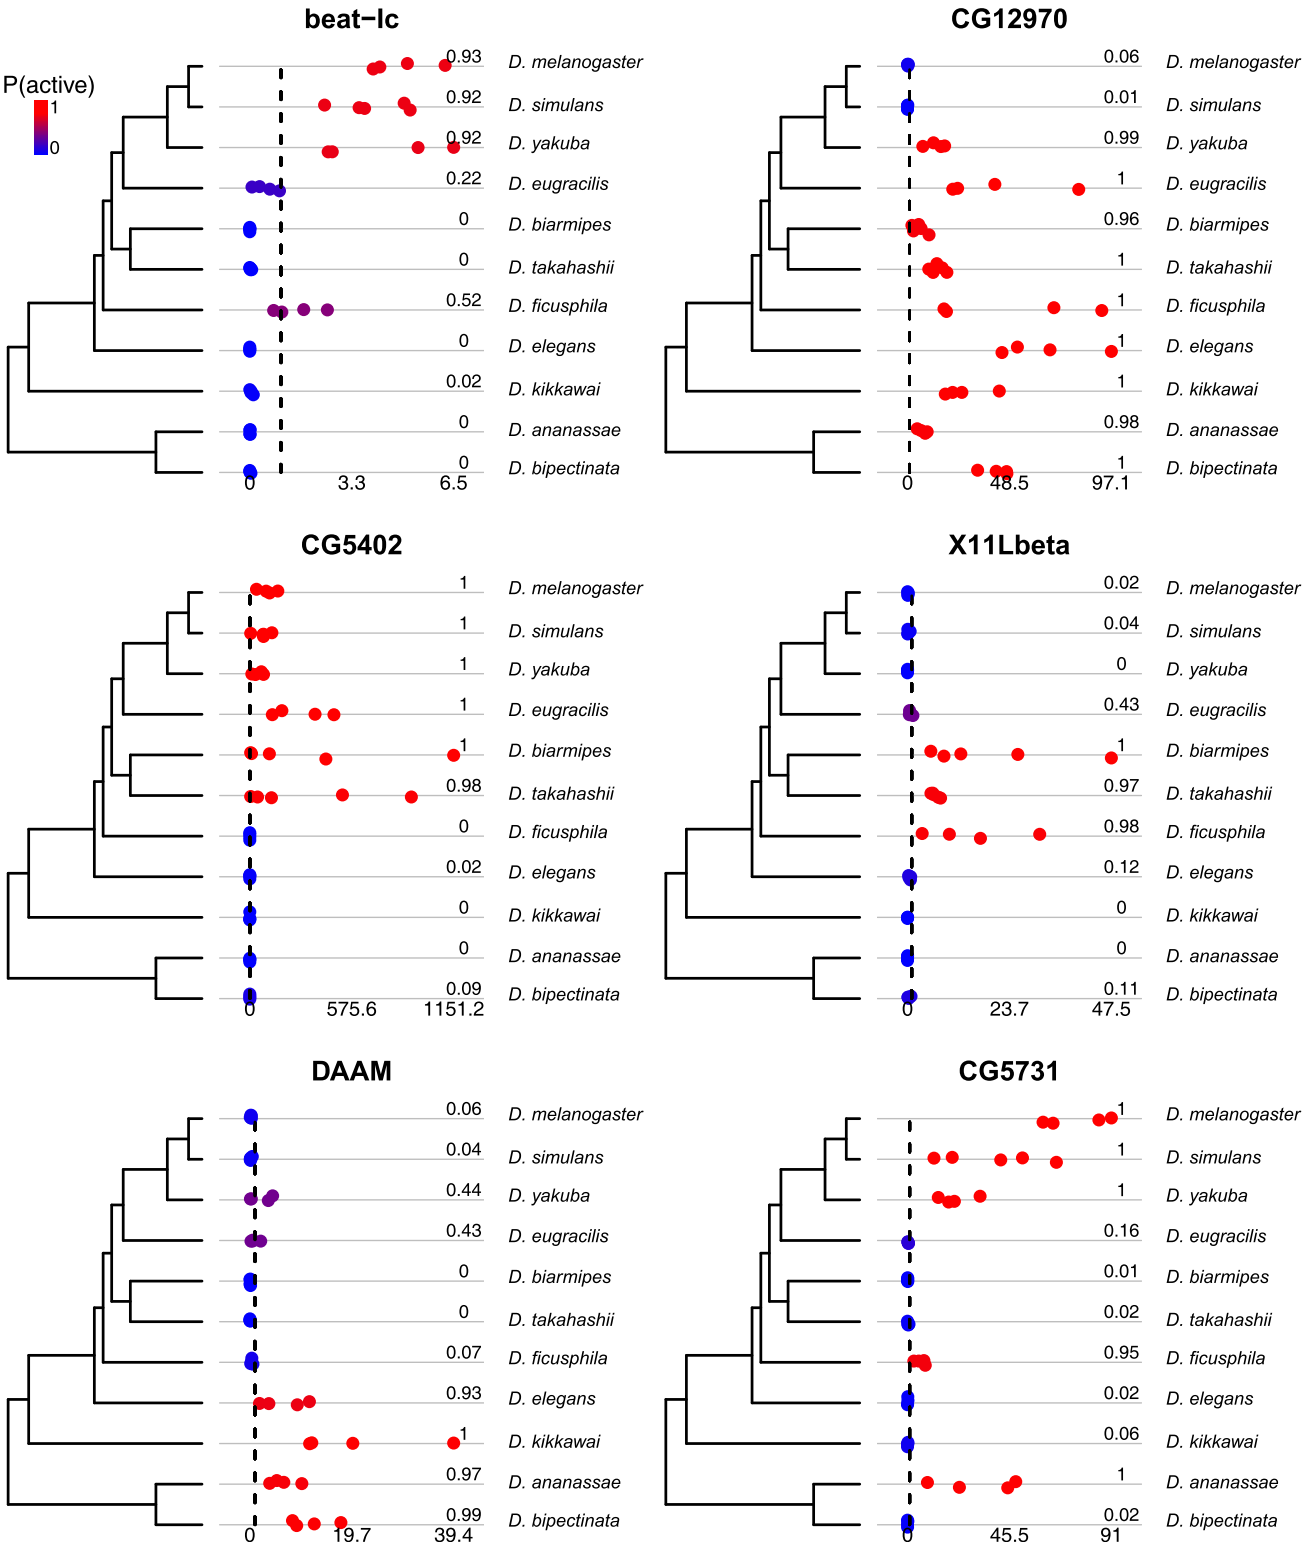 beat−Ic
CG12970
P(active)
1
0
0.93 D. melanogaster
0.92 D. simulans
0.92 D. yakuba
0.22 D. eugracilis
0 D. biarmipes
0 D. takahashii
0.52 D. ficusphila
0 D. elegans
0.02 D. kikkawai
0 D. ananassae
0 D. bipectinata
0 3.3 6.5
0.06 D. melanogaster
0.01 D. simulans
0.99 D. yakuba
1 D. eugracilis
0.96 D. biarmipes
1 D. takahashii
1 D. ficusphila
1 D. elegans
1 D. kikkawai
0.98 D. ananassae
1 D. bipectinata
0 48.5 97.1
CG5402
1 D. melanogaster
1 D. simulans
1 D. yakuba
1 D. eugracilis
1 D. biarmipes
0.98 D. takahashii
0 D. ficusphila
0.02 D. elegans
0 D. kikkawai
0 D. ananassae
0.09 D. bipectinata
0 575.6 1151.2
X11Lbeta
0.02 D. melanogaster
0.04 D. simulans
0 D. yakuba
0.43 D. eugracilis
1 D. biarmipes
0.97 D. takahashii
0.98 D. ficusphila
0.12 D. elegans
0 D. kikkawai
0 D. ananassae
0.11 D. bipectinata
0 23.7 47.5
DAAM
0.06 D. melanogaster
0.04 D. simulans
0.44 D. yakuba
0.43 D. eugracilis
0 D. biarmipes
0 D. takahashii
0.07 D. ficusphila
0.93 D. elegans
1 D. kikkawai
0.97 D. ananassae
0.99 D. bipectinata
0 19.7 39.4
CG5731
1 D. melanogaster
1 D. simulans
1 D. yakuba
0.16 D. eugracilis
0.01 D. biarmipes
0.02 D. takahashii
0.95 D. ficusphila
0.02 D. elegans
0.06 D. kikkawai
1 D. ananassae
0.02 D. bipectinata
0 45.5 91